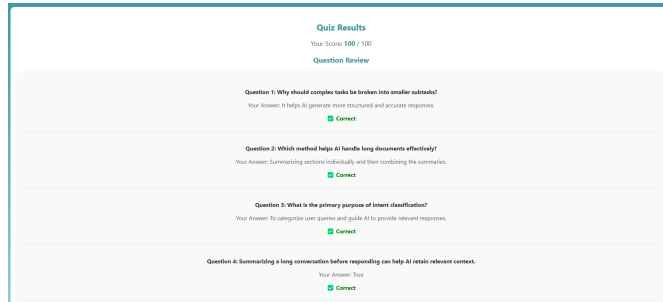 Quiz Results
Your Score: 100 / 100
Question Review
Question 1: Why should complex tasks be broken into smaller subtasks?
Your Answer: It helps AI generate more structured and accurate responses.
Correct
Question 2: Which method helps AI handle long documents effectively?
Your Answer: Summarizing sections individually and then combining the summaries.
Correct
Question 3: What is the primary purpose of intent classification?
Your Answer: To categorize user queries and guide AI to provide relevant responses.
Correct
Question 4: Summarizing a long conversation before responding can help AI retain relevant context.
Your Answer: True
Correct